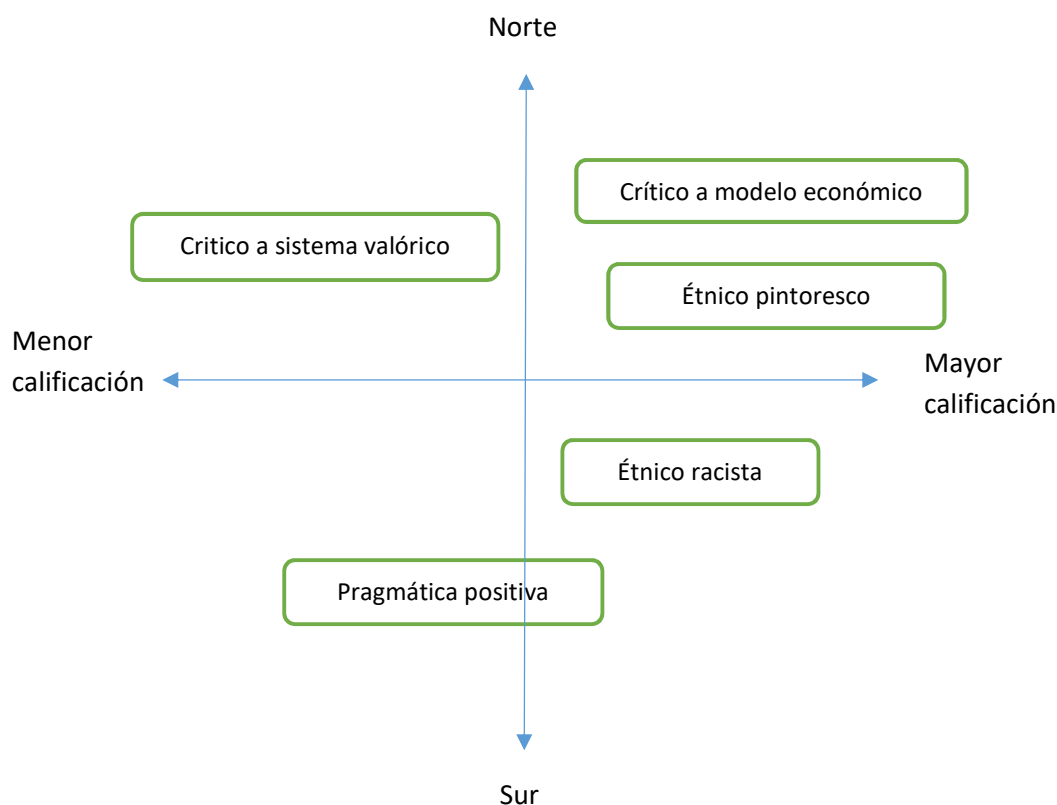 Norte
Crítico a modelo económico
Critico a sistema valórico
Étnico pintoresco
Menor
calificación
Mayor
calificación
Étnico racista
Pragmática positiva
Sur